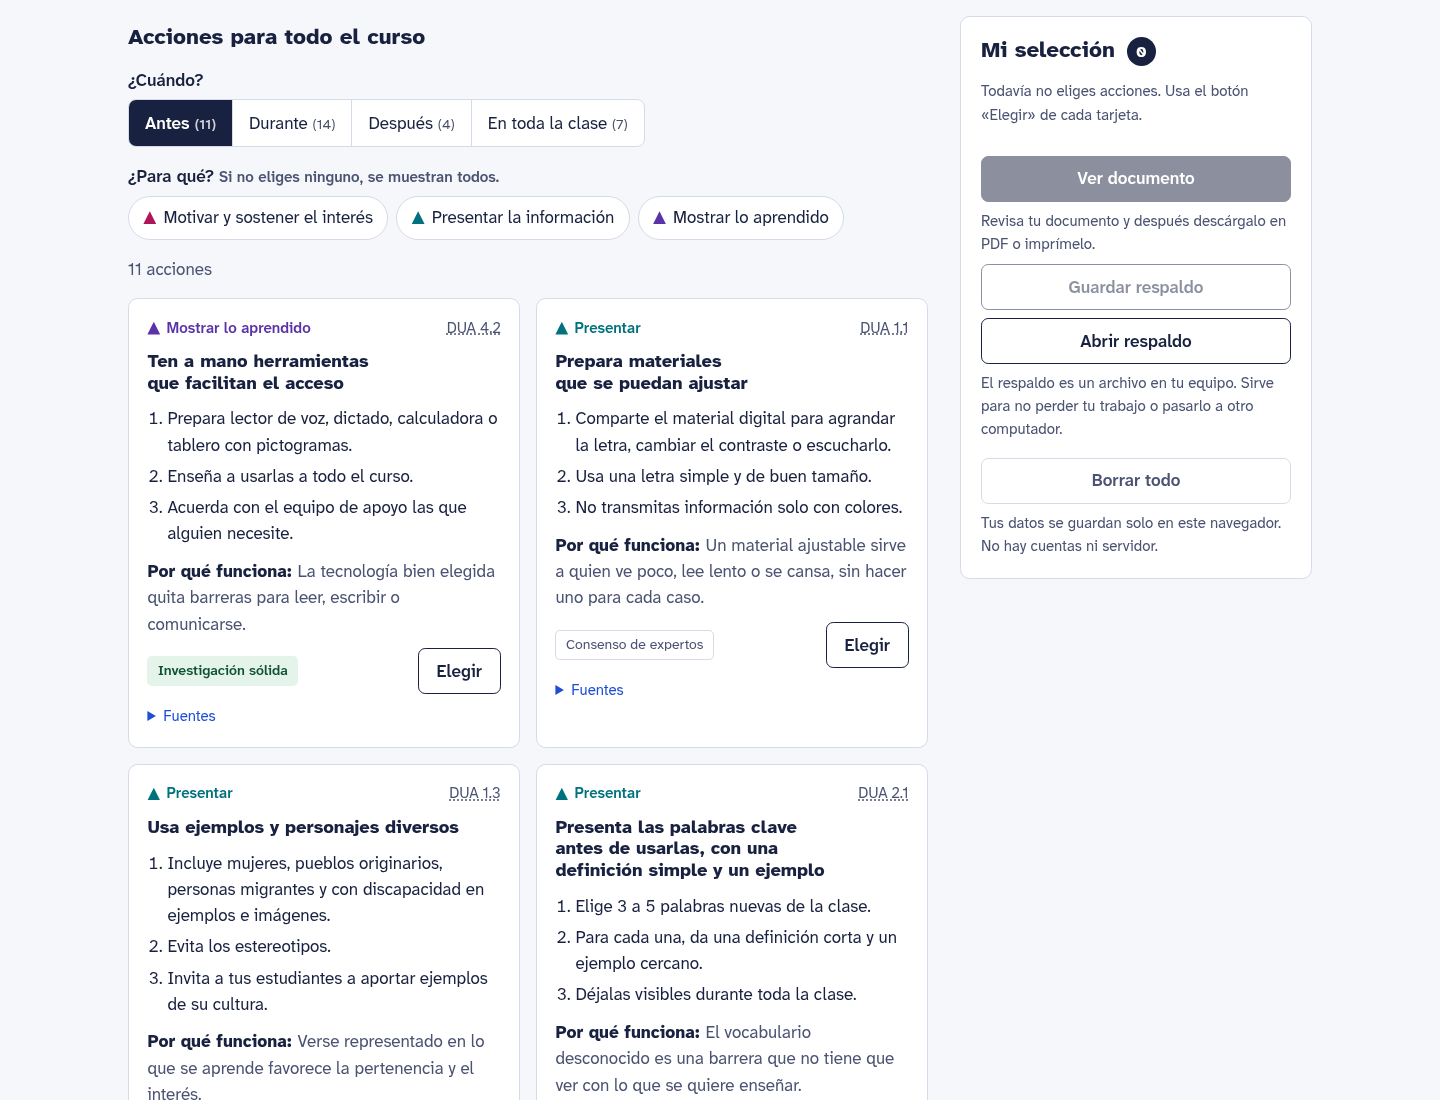 Acciones para todo el curso
¿Cuándo?
Antes (11)
Durante (14)
Después (4)
En toda la clase (7)
¿Para qué? Si no eliges ninguno, se muestran todos.
Motivar y sostener el interés
Presentar la información
Mostrar lo aprendido
11 acciones
Mostrar lo aprendido
DUA 4.2
Ten a mano herramientas
que facilitan el acceso
1. Prepara lector de voz, dictado, calculadora o
tablero con pictogramas.
2. Enseña a usarlas a todo el curso.
3. Acuerda con el equipo de apoyo las que
alguien necesite.
Por qué funciona: La tecnología bien elegida
quita barreras para leer, escribir o
comunicarse.
Investigación sólida
Elegir
Fuentes
Presentar
DUA 1.1
Prepara materiales
que se puedan ajustar
1. Comparte el material digital para agrandar
la letra, cambiar el contraste o escucharlo.
2. Usa una letra simple y de buen tamaño.
3. No transmitas información solo con colores.
Por qué funciona: Un material ajustable sirve
a quien ve poco, lee lento o se cansa, sin hacer
uno para cada caso.
Consenso de expertos
Elegir
Fuentes
Presentar
DUA 1.3
Usa ejemplos y personajes diversos
1. Incluye mujeres, pueblos originarios,
personas migrantes y con discapacidad en
ejemplos e imágenes.
2. Evita los estereotipos.
3. Invita a tus estudiantes a aportar ejemplos
de su cultura.
Por qué funciona: Verse representado en lo
que se aprende favorece la pertenencia y el
interés.
Presentar
DUA 2.1
Presenta las palabras clave
antes de usarlas, con una
definición simple y un ejemplo
1. Elige 3 a 5 palabras nuevas de la clase.
2. Para cada una, da una definición corta y un
ejemplo cercano.
3. Déjalas visibles durante toda la clase.
Por qué funciona: El vocabulario
desconocido es una barrera que no tiene que
ver con lo que se quiere enseñar.
Mi selección 0
Todavía no eliges acciones. Usa el botón
«Elegir» de cada tarjeta.
Ver documento
Revisa tu documento y después descárgalo en
PDF o imprímelo.
Guardar respaldo
Abrir respaldo
El respaldo es un archivo en tu equipo. Sirve
para no perder tu trabajo o pasarlo a otro
computador.
Borrar todo
Tus datos se guardan solo en este navegador.
No hay cuentas ni servidor.